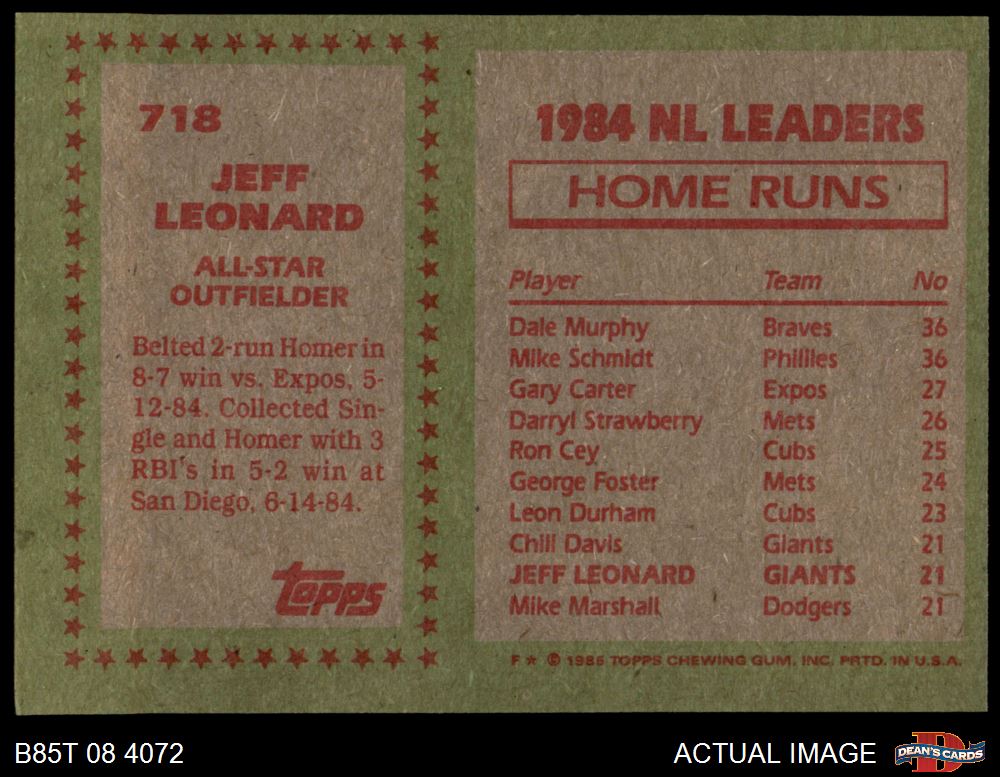 718
JEFF
LEONARD
ALL-STAR
OUTFIELDER
Belted 2-run Homer in
8-7 win vs. Expos, 5-
12-84. Collected Sin-
gle and Homer with 3
RBI's in 5-2 win at
San Diego, 6-14-84.
topps
1984 NL LEADERS
HOME RUNS
Player Team No
Dale Murphy Braves 36
Mike Schmidt Phillies 36
Gary Carter Expos 27
Darryl Strawberry Mets 26
Ron Cey Cubs 25
George Foster Mets 24
Leon Durham Cubs 23
Chili Davis Giants 21
JEFF LEONARD GIANTS 21
Mike Marshall Dodgers 21
F ★ © 1985 TOPPS CHEWING GUM, INC. PRTD. IN U.S.A.
B85T 08 4072
ACTUAL IMAGE
DEAN'S CARDS